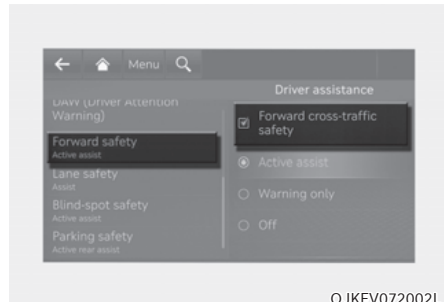 Menu
Driver assistance
DAW (Driver Attention
Warning)
Forward safety
Active assist
Lane safety
Assist
Blind-spot safety
Active assist
Parking safety
Active rear assist
Forward cross-traffic
safety
Active assist
Warning only
Off
OJKEV072002L